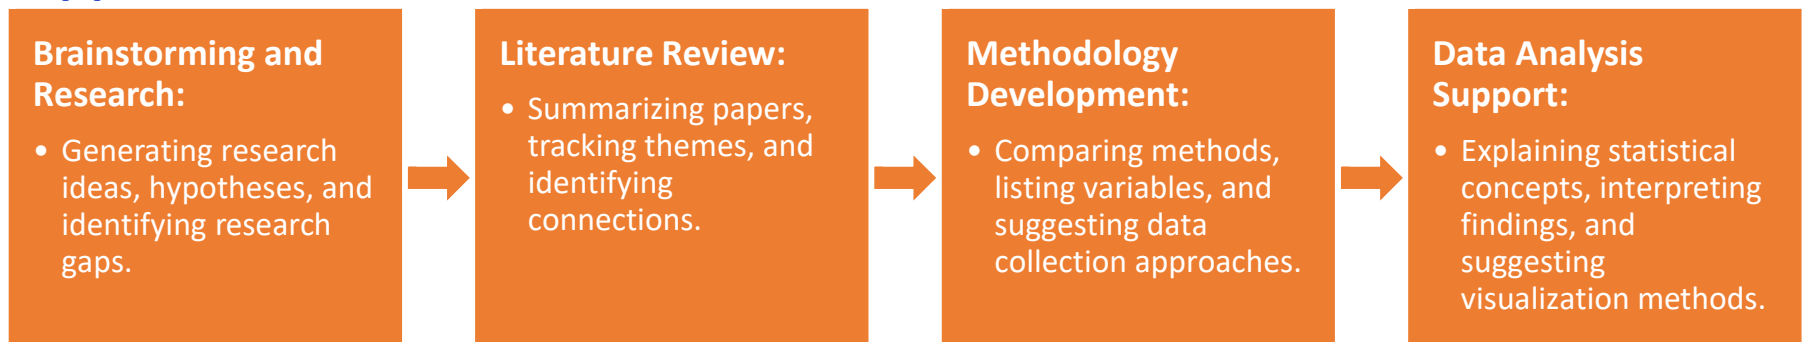 Brainstorming and
Research:
• Generating research
ideas, hypotheses, and
identifying research
gaps.
Literature Review:
• Summarizing papers,
tracking themes, and
identifying
connections.
Methodology
Development:
• Comparing methods,
listing variables, and
suggesting data
collection approaches.
Data Analysis
Support:
• Explaining statistical
concepts, interpreting
findings, and
suggesting
visualization methods.